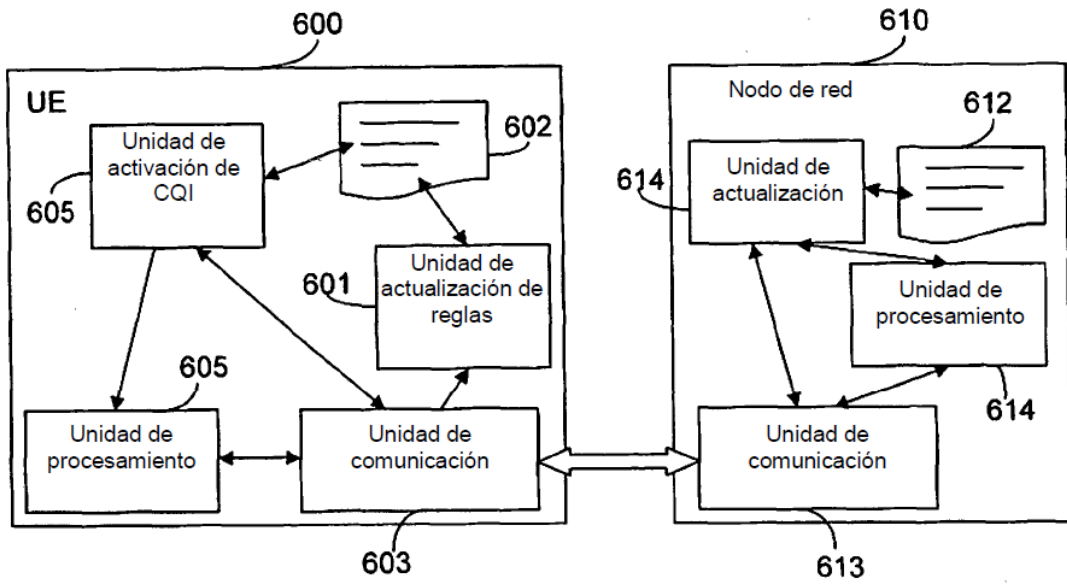 600
UE
Unidad de
activación de
CQI
605
602
Unidad de
actualización de
reglas
601
605
Unidad de
procesamiento
Unidad de
comunicación
603
610
Nodo de red
612
Unidad de
actualización
614
Unidad de
procesamiento
614
Unidad de
comunicación
613